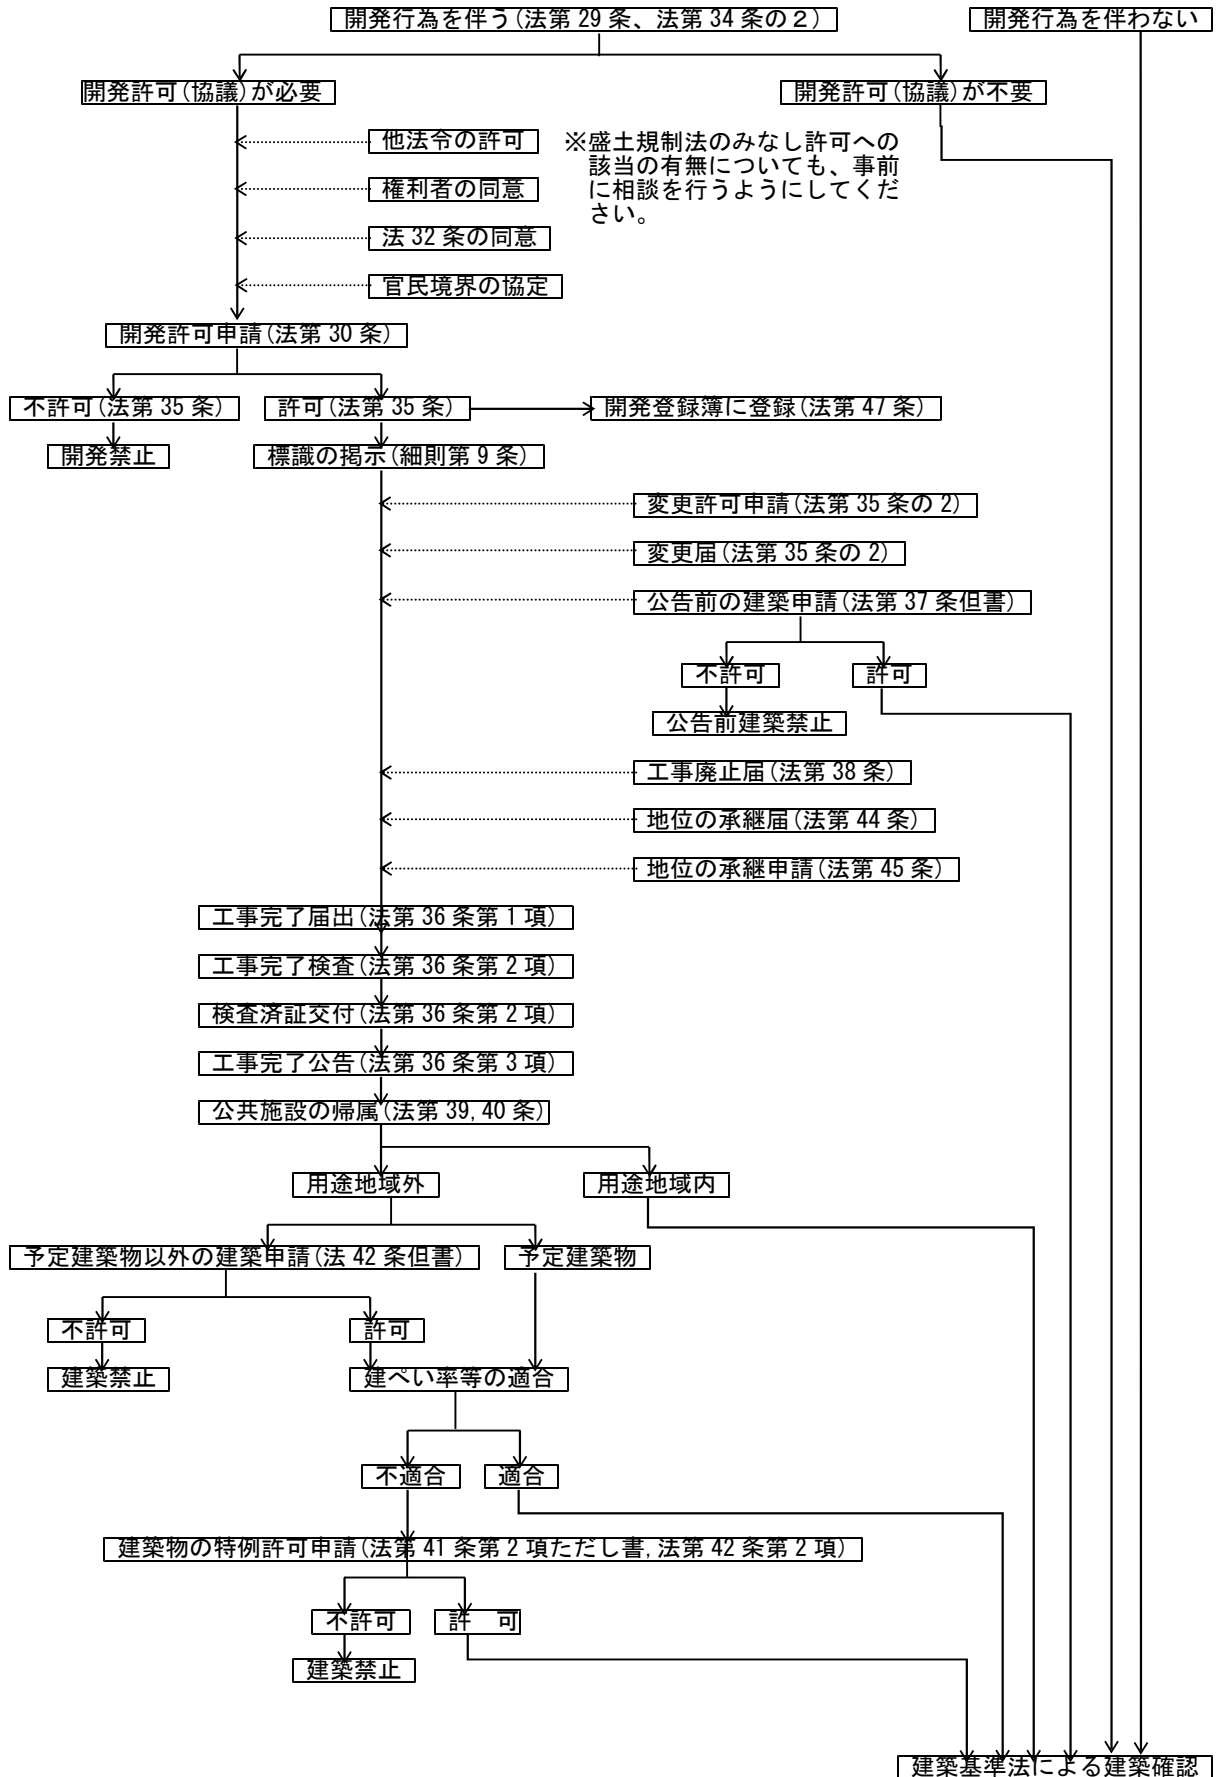 開発行為を伴う(法第29条、法第34条の2)
開発行為を伴わない
開発許可(協議)が必要
開発許可(協議)が不要
他法令の許可
※盛土規制法のみなし許可への
該当の有無についても、事前
に相談を行うようにしてくだ
さい。
権利者の同意
法32条の同意
官民境界の協定
開発許可申請(法第30条)
不許可(法第35条)
許可(法第35条)
開発登録簿に登録(法第47条)
開発禁止
標識の掲示(細則第9条)
変更許可申請(法第35条の2)
変更届(法第35条の2)
公告前の建築申請(法第37条但書)
不許可
許可
公告前建築禁止
工事廃止届(法第38条)
地位の承継届(法第44条)
地位の承継申請(法第45条)
工事完了届出(法第36条第1項)
工事完了検査(法第36条第2項)
検査済証交付(法第36条第2項)
工事完了公告(法第36条第3項)
公共施設の帰属(法第39,40条)
用途地域外
用途地域内
予定建築物以外の建築申請(法42条但書)
予定建築物
不許可
許可
建築禁止
建ぺい率等の適合
不適合
適合
建築物の特例許可申請(法第41条第2項ただし書,法第42条第2項)
不許可
許 可
建築禁止
建築基準法による建築確認